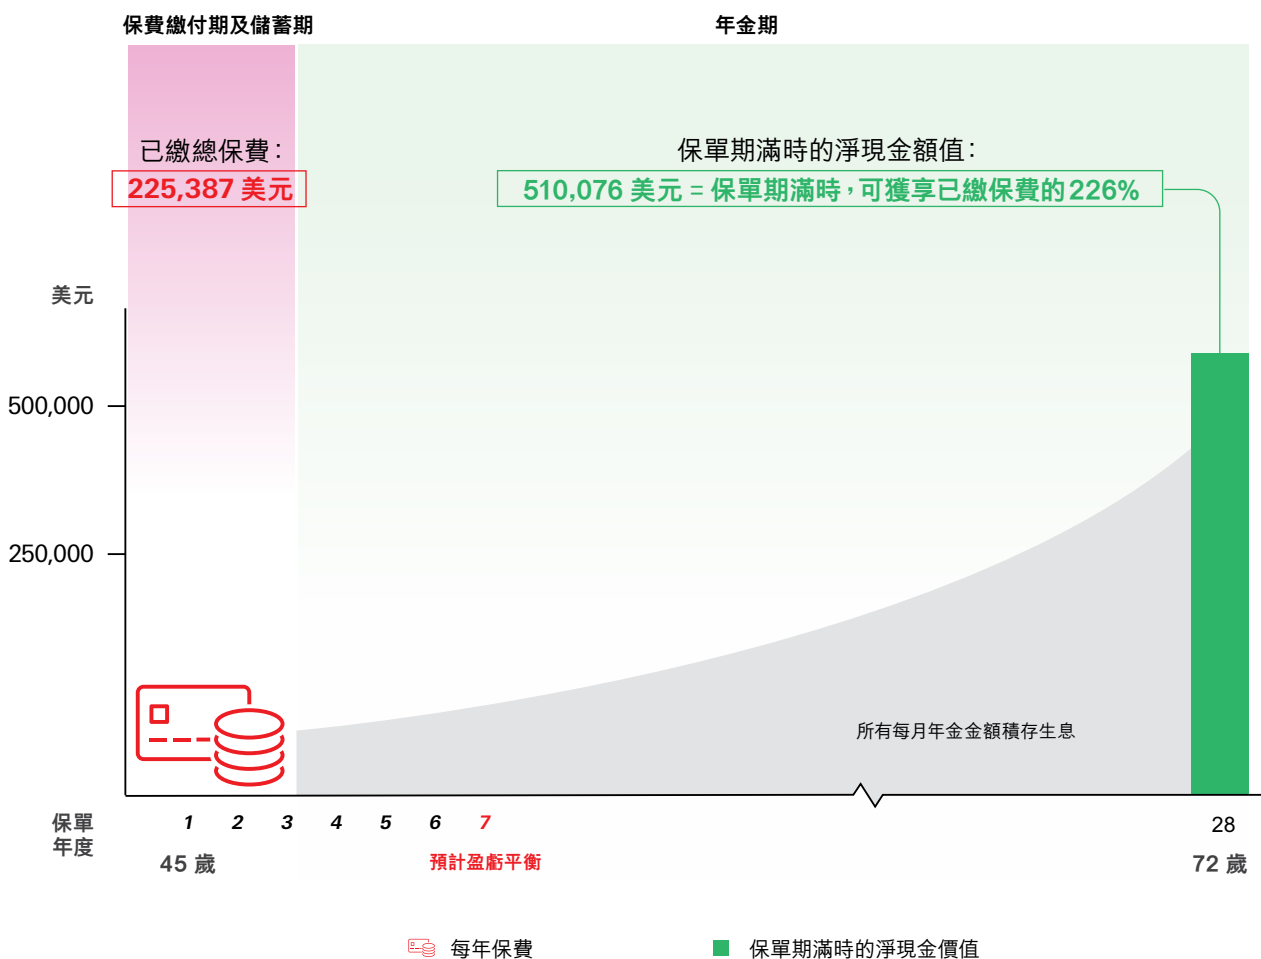 保費繳付期及儲蓄期
年金期
已繳總保費：
225,387 美元
保單期滿時的淨現金額值：
510,076 美元 = 保單期滿時，可獲享已繳保費的 226%
美元
500,000
250,000
所有每月年金金額積存生息
保單
年度
1 2 3 4 5 6 7 28
45 歲
預計盈虧平衡
72 歲
每年保費
保單期滿時的淨現金價值